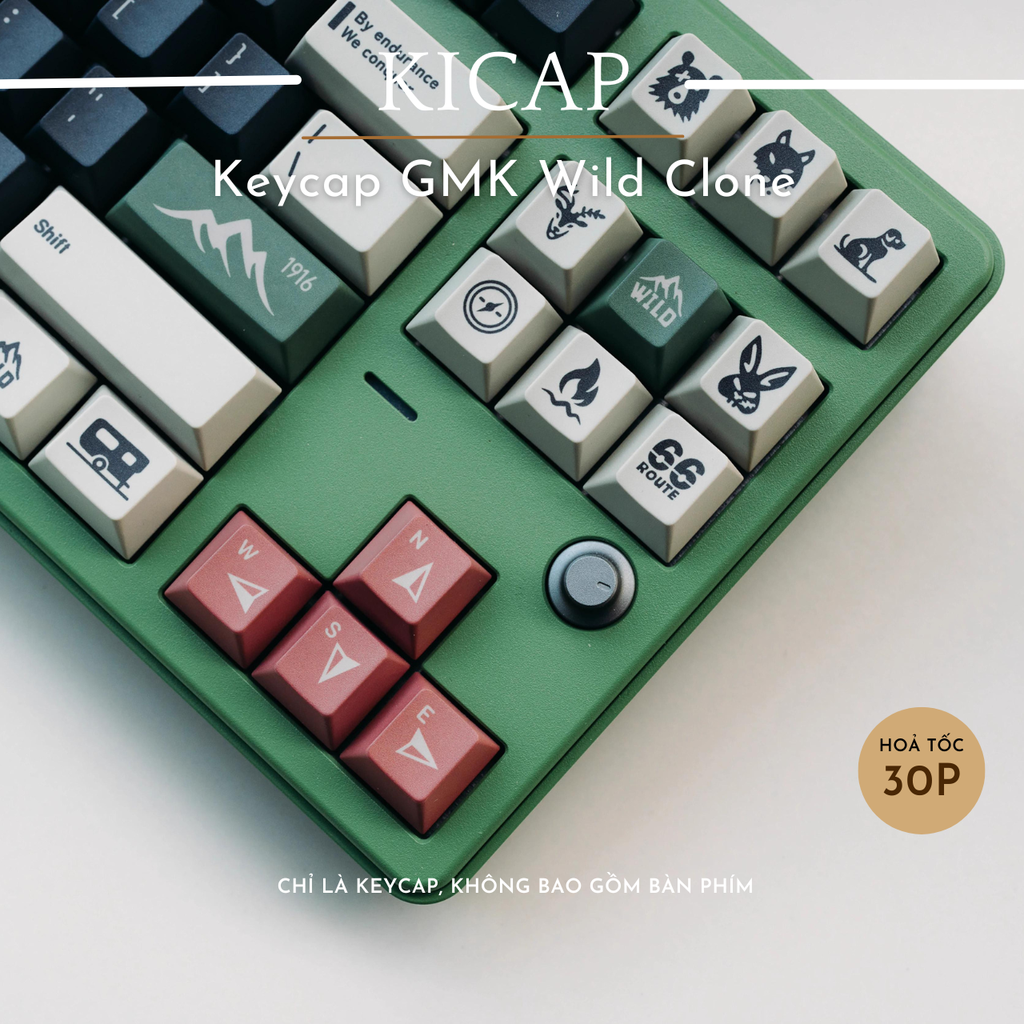 By endurance
We con
KICAP
Keycap GMK Wild Clone
Shift
1916
WILD
66
ROUTE
W
N
S
E
HOẢ TỐC
30P
CHỈ LÀ KEYCAP, KHÔNG BAO GỒM BÀN PHÍM